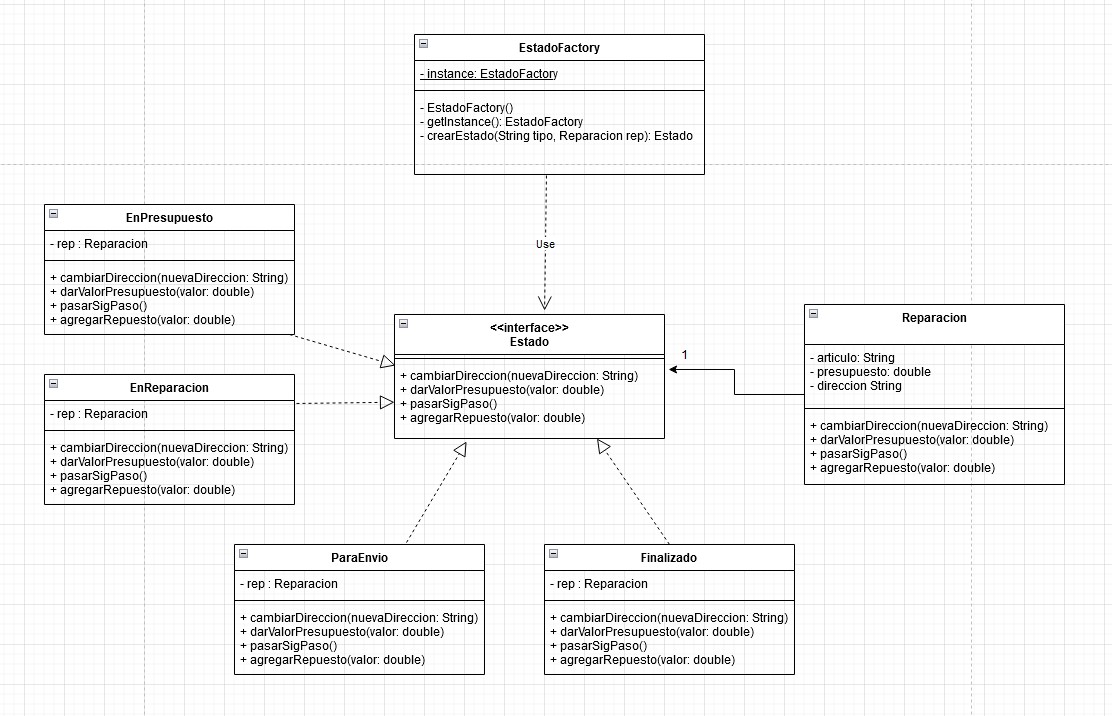 EstadoFactory
- instance: EstadoFactory
- EstadoFactory()
- getInstance(): EstadoFactory
- crearEstado(String tipo, Reparacion rep): Estado
Use
EnPresupuesto
- rep : Reparacion
+ cambiarDireccion(nuevaDireccion: String)
+ darValorPresupuesto(valor: double)
+ pasarSigPaso()
+ agregarRepuesto(valor: double)
<<interface>>
Estado
+ cambiarDireccion(nuevaDireccion: String)
+ darValorPresupuesto(valor: double)
+ pasarSigPaso()
+ agregarRepuesto(valor: double)
1
Reparacion
- articulo: String
- presupuesto: double
- direccion String
+ cambiarDireccion(nuevaDireccion: String)
+ darValorPresupuesto(valor: double)
+ pasarSigPaso()
+ agregarRepuesto(valor: double)
EnReparacion
- rep : Reparacion
+ cambiarDireccion(nuevaDireccion: String)
+ darValorPresupuesto(valor: double)
+ pasarSigPaso()
+ agregarRepuesto(valor: double)
ParaEnvio
- rep : Reparacion
+ cambiarDireccion(nuevaDireccion: String)
+ darValorPresupuesto(valor: double)
+ pasarSigPaso()
+ agregarRepuesto(valor: double)
Finalizado
- rep : Reparacion
+ cambiarDireccion(nuevaDireccion: String)
+ darValorPresupuesto(valor: double)
+ pasarSigPaso()
+ agregarRepuesto(valor: double)